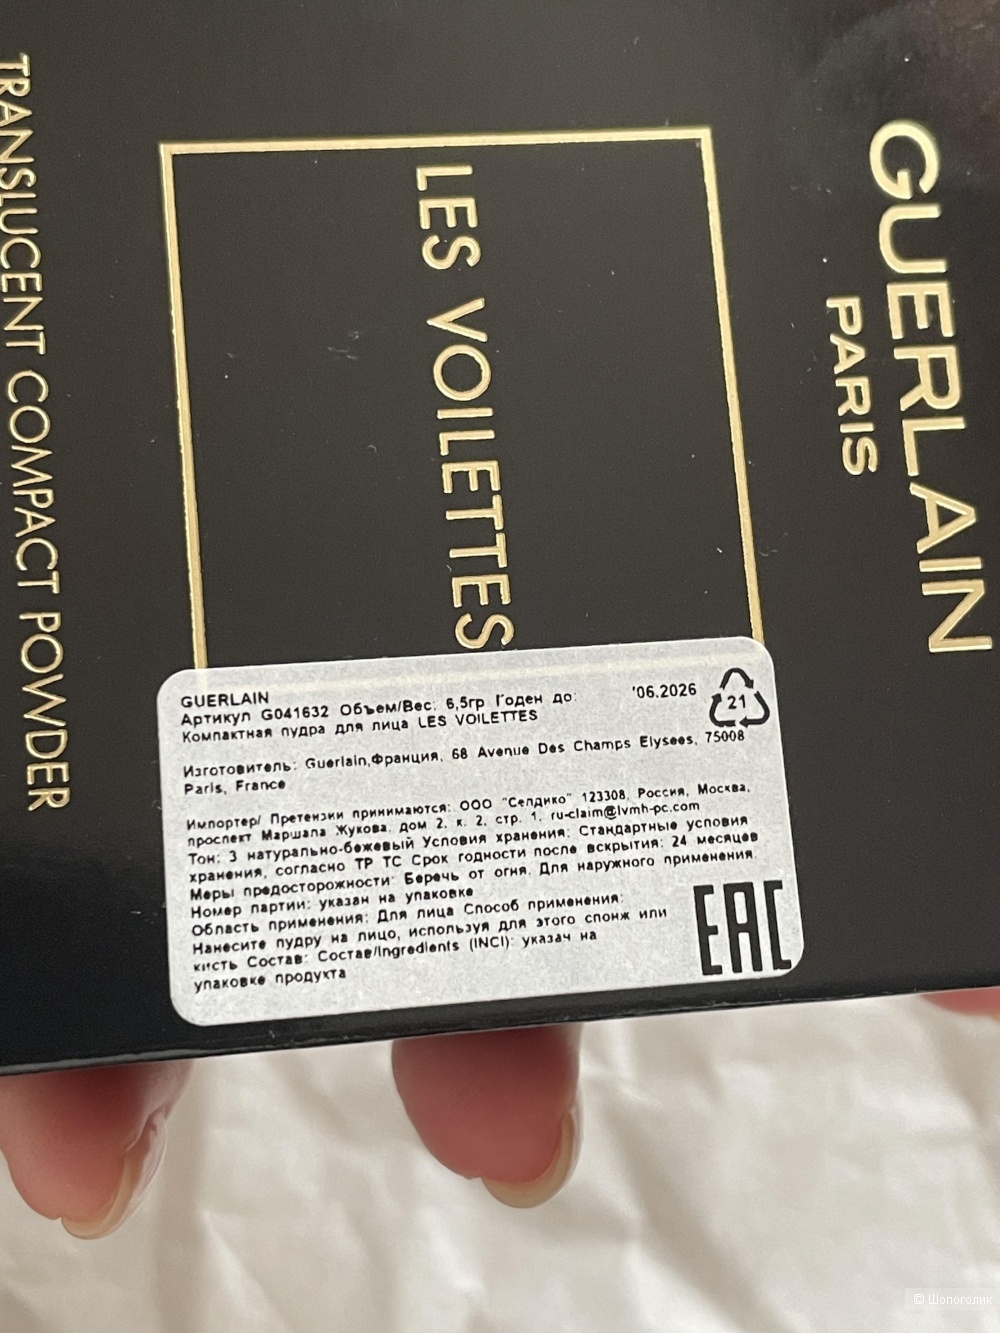 GUERLAIN
PARIS
LES VOILETTES
TRANSLUCENT COMPACT POWDER
GUERLAIN
Артикул G041632 Объем/Вес: 6,5гр Годен до: '06.2026
Компактная пудра для лица LES VOILETTES
21
Изготовитель: Guerlain,Франция, 68 Avenue Des Champs Elysees, 75008
Paris, France
Импортер/ Претензии принимаются: ООО "Селдико" 123308, Россия, Москва,
проспект Маршала Жукова, дом 2, к. 2, стр. 1, ru-claim@lvmh-pc.com
Тон: 3 натурально-бежевый Условия хранения: Стандартные условия
хранения, согласно ТР ТС Срок годности после вскрытия: 24 месяцев
Меры предосторожности: Беречь от огня. Для наружного применения.
Номер партии: указан на упаковке
Область применения: Для лица Способ применения:
Нанесите пудру на лицо, используя для этого спонж или
кисть Состав: Состав/Ingredients (INCI): указан на
упаковке продукта
EAC
© Шопоголик